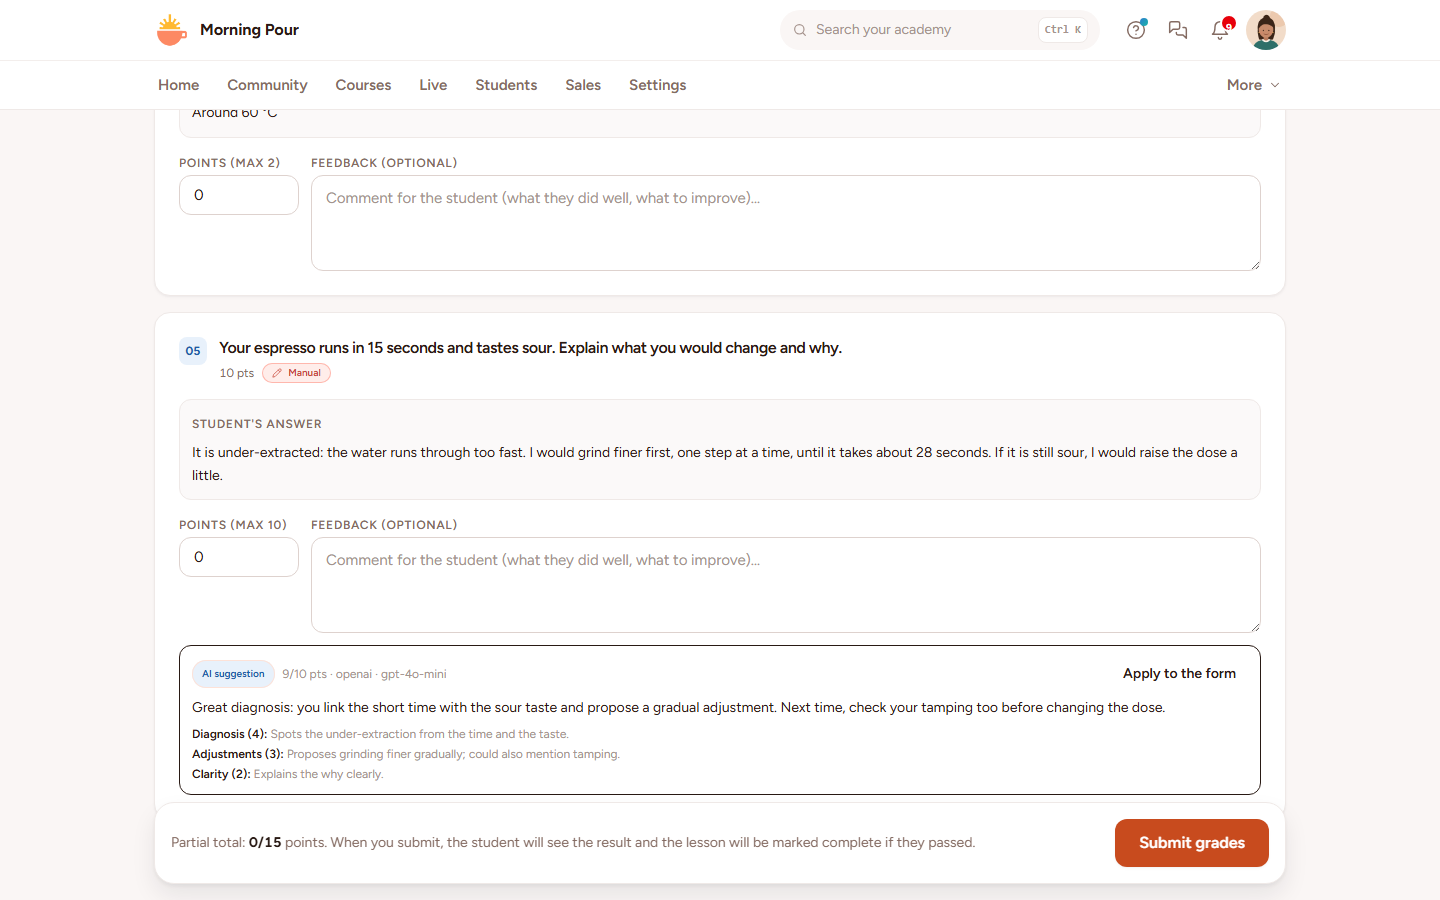 Morning Pour
Search your academy
Ctrl K
9
Home
Community
Courses
Live
Students
Sales
Settings
More
Around 60 °C
POINTS (MAX 2)
FEEDBACK (OPTIONAL)
0
Comment for the student (what they did well, what to improve)...
05
Your espresso runs in 15 seconds and tastes sour. Explain what you would change and why.
10 pts
Manual
STUDENT'S ANSWER
It is under-extracted: the water runs through too fast. I would grind finer first, one step at a time, until it takes about 28 seconds. If it is still sour, I would raise the dose a
little.
POINTS (MAX 10)
FEEDBACK (OPTIONAL)
0
Comment for the student (what they did well, what to improve)...
AI suggestion
9/10 pts · openai · gpt-4o-mini
Apply to the form
Great diagnosis: you link the short time with the sour taste and propose a gradual adjustment. Next time, check your tamping too before changing the dose.
Diagnosis (4): Spots the under-extraction from the time and the taste.
Adjustments (3): Proposes grinding finer gradually; could also mention tamping.
Clarity (2): Explains the why clearly.
Partial total: 0/15 points. When you submit, the student will see the result and the lesson will be marked complete if they passed.
Submit grades